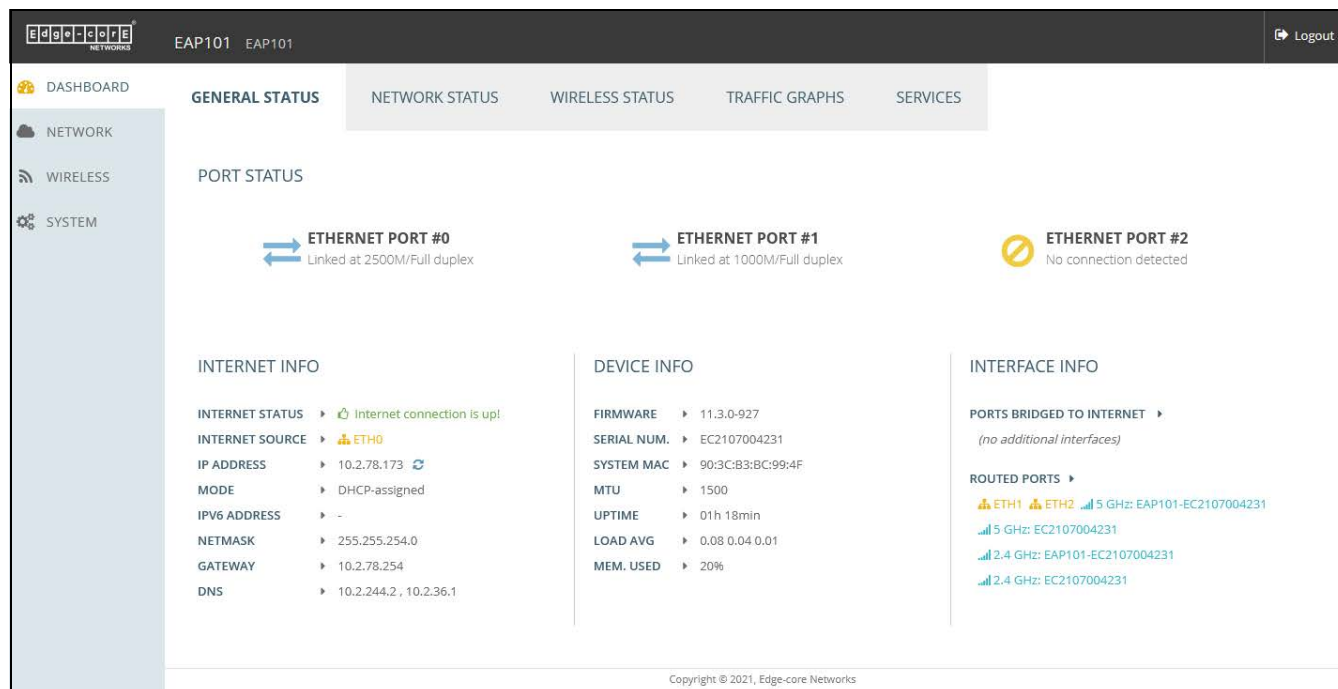 Edge-corE
NETWORKS
EAP101 EAP101
Logout
DASHBOARD
NETWORK
WIRELESS
SYSTEM
GENERAL STATUS NETWORK STATUS WIRELESS STATUS TRAFFIC GRAPHS SERVICES
PORT STATUS
ETHERNET PORT #0
Linked at 2500M/Full duplex
ETHERNET PORT #1
Linked at 1000M/Full duplex
ETHERNET PORT #2
No connection detected
INTERNET INFO
INTERNET STATUS Internet connection is up!
INTERNET SOURCE ETH0
IP ADDRESS 10.2.78.173
MODE DHCP-assigned
IPV6 ADDRESS -
NETMASK 255.255.254.0
GATEWAY 10.2.78.254
DNS 10.2.244.2 , 10.2.36.1
DEVICE INFO
FIRMWARE 11.3.0-927
SERIAL NUM. EC2107004231
SYSTEM MAC 90:3C:B3:BC:99:4F
MTU 1500
UPTIME 01h 18min
LOAD AVG 0.08 0.04 0.01
MEM. USED 20%
INTERFACE INFO
PORTS BRIDGED TO INTERNET
(no additional interfaces)
ROUTED PORTS
ETH1 ETH2 5 GHz: EAP101-EC2107004231
5 GHz: EC2107004231
2.4 GHz: EAP101-EC2107004231
2.4 GHz: EC2107004231
Copyright © 2021, Edge-core Networks